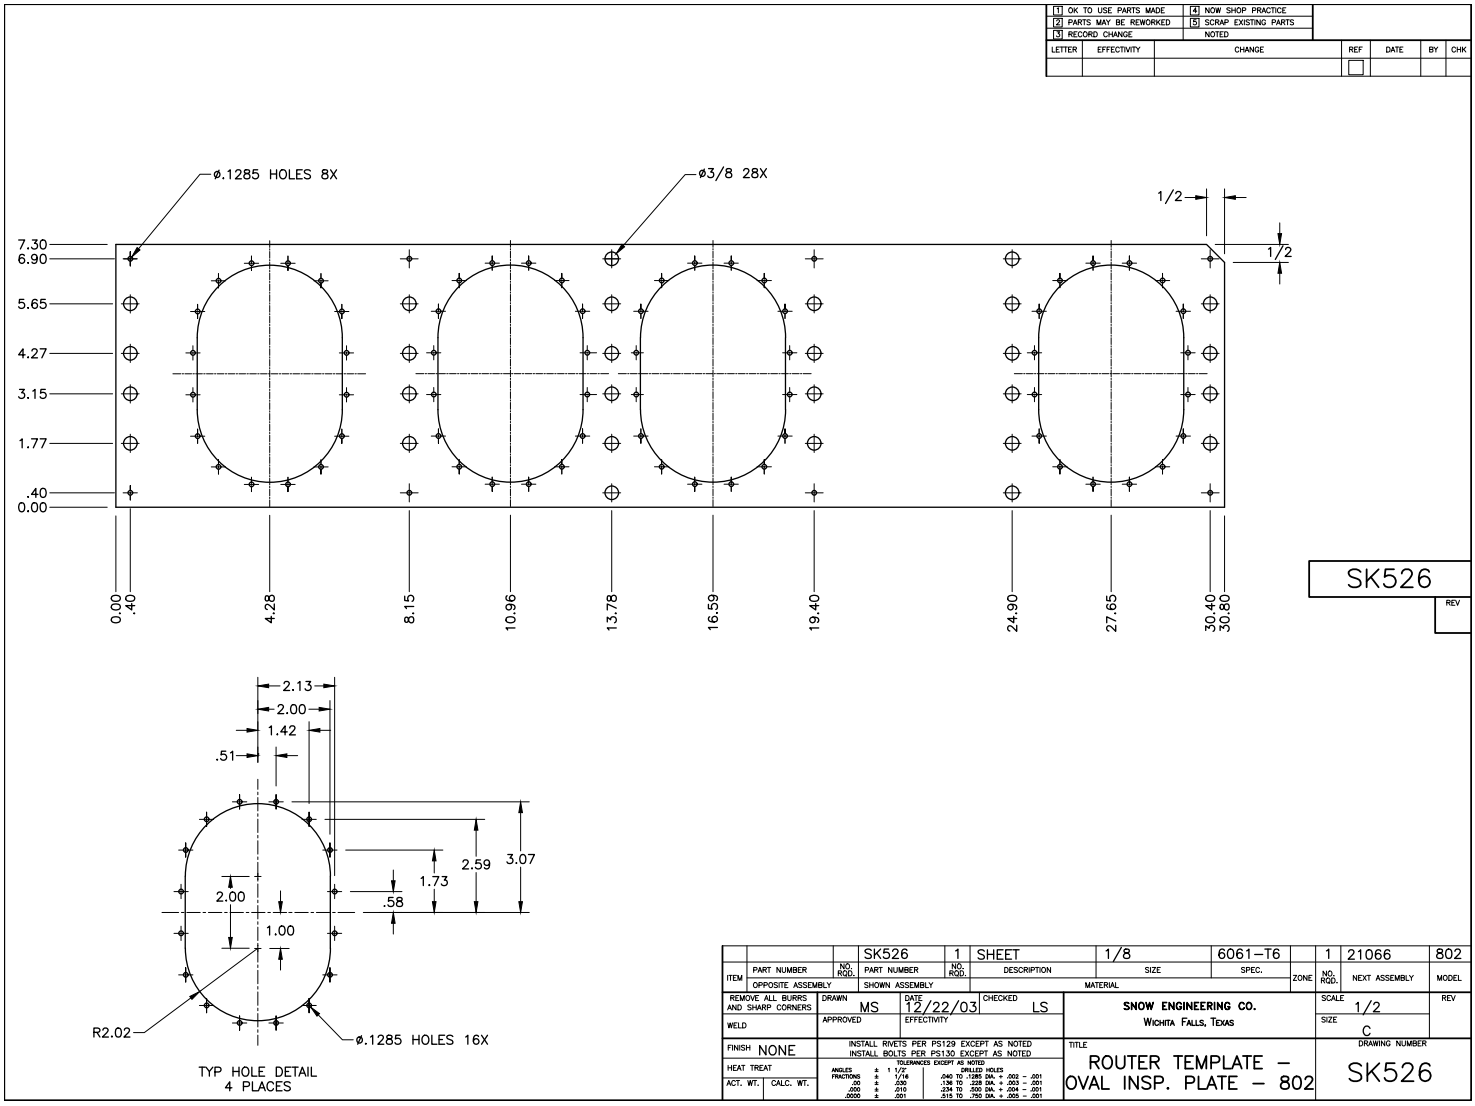 1 OK TO USE PARTS MADE 4 NOW SHOP PRACTICE
2 PARTS MAY BE REWORKED 5 SCRAP EXISTING PARTS
3 RECORD CHANGE NOTED
LETTER EFFECTIVITY CHANGE REF DATE BY CHK
ø.1285 HOLES 8X
ø3/8 28X
1/2
1/2
7.30
6.90
5.65
4.27
3.15
1.77
.40
0.00
0.00
.40
4.28
8.15
10.96
13.78
16.59
19.40
24.90
27.65
30.40
30.80
SK526
REV
2.13
2.00
1.42
.51
3.07
2.59
1.73
.58
2.00
1.00
R2.02
ø.1285 HOLES 16X
TYP HOLE DETAIL
4 PLACES
SK526 1 SHEET 1/8 6061-T6 1 21066 802
ITEM PART NUMBER NO. RQD. PART NUMBER NO. RQD. DESCRIPTION SIZE SPEC. ZONE NO. RQD. NEXT ASSEMBLY MODEL
OPPOSITE ASSEMBLY SHOWN ASSEMBLY MATERIAL
REMOVE ALL BURRS
AND SHARP CORNERS
DRAWN MS DATE 12/22/03 CHECKED LS
SNOW ENGINEERING CO.
WICHITA FALLS, TEXAS
SCALE 1/2 REV
WELD APPROVED EFFECTIVITY
SIZE C
FINISH NONE
INSTALL RIVETS PER PS129 EXCEPT AS NOTED
INSTALL BOLTS PER PS130 EXCEPT AS NOTED
TITLE
ROUTER TEMPLATE -
OVAL INSP. PLATE - 802
DRAWING NUMBER
SK526
HEAT TREAT
ACT. WT. CALC. WT.
TOLERANCES EXCEPT AS NOTED
ANGLES ± 1 1/2° DRILLED HOLES
FRACTIONS ± 1/16 .040 TO .1285 DIA. + .002 - .001
.00 ± .030 .136 TO .228 DIA. + .003 - .001
.000 ± .010 .234 TO .500 DIA. + .004 - .001
.0000 ± .001 .515 TO .750 DIA. + .005 - .001